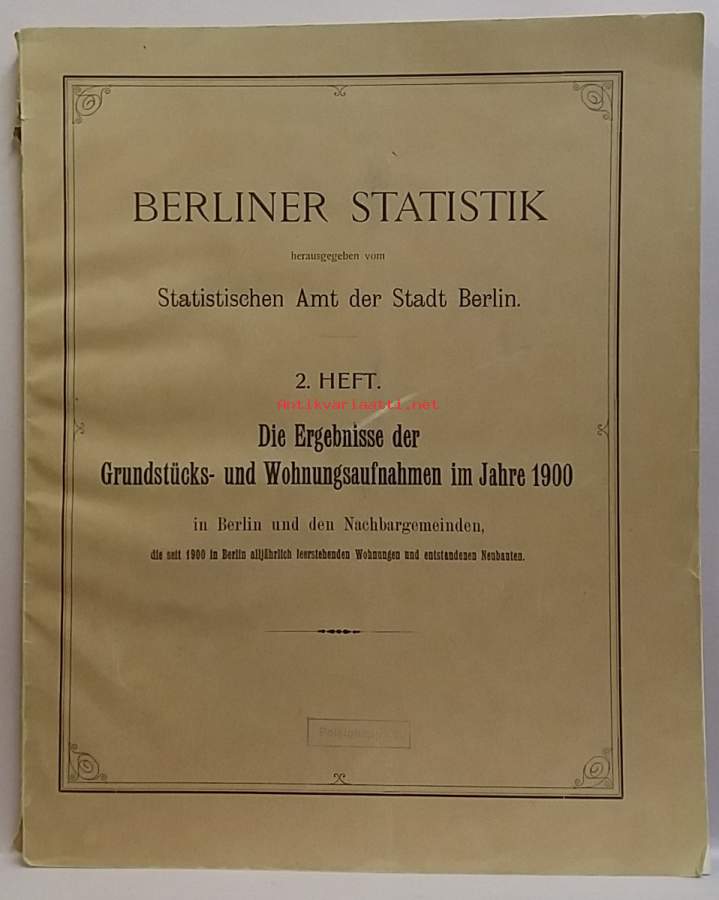 BERLINER STATISTIK
herausgegeben vom
Statistischen Amt der Stadt Berlin.
2. HEFT.
Antikvariaatti.net
Die Ergebnisse der
Grundstücks- und Wohnungsaufnahmen im Jahre 1900
in Berlin und den Nachbargemeinden,
die seit 1900 in Berlin alljährlich leerstehenden Wohnungen und entstandenen Neubauten.